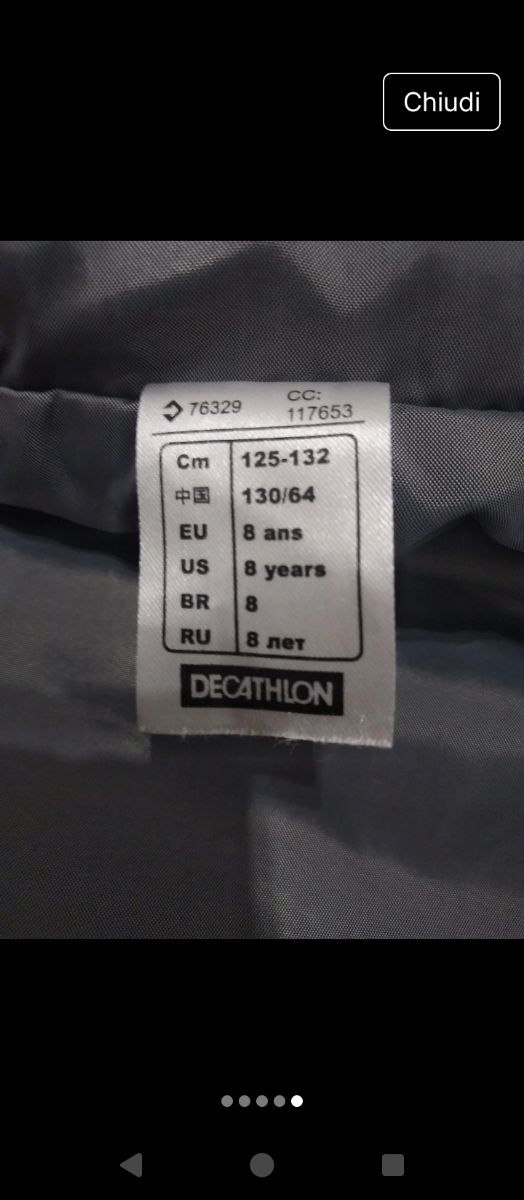 Chiudi
76329 CC: 117653
Cm 125-132
中国 130/64
EU 8 ans
US 8 years
BR 8
RU 8 лет
DECATHLON